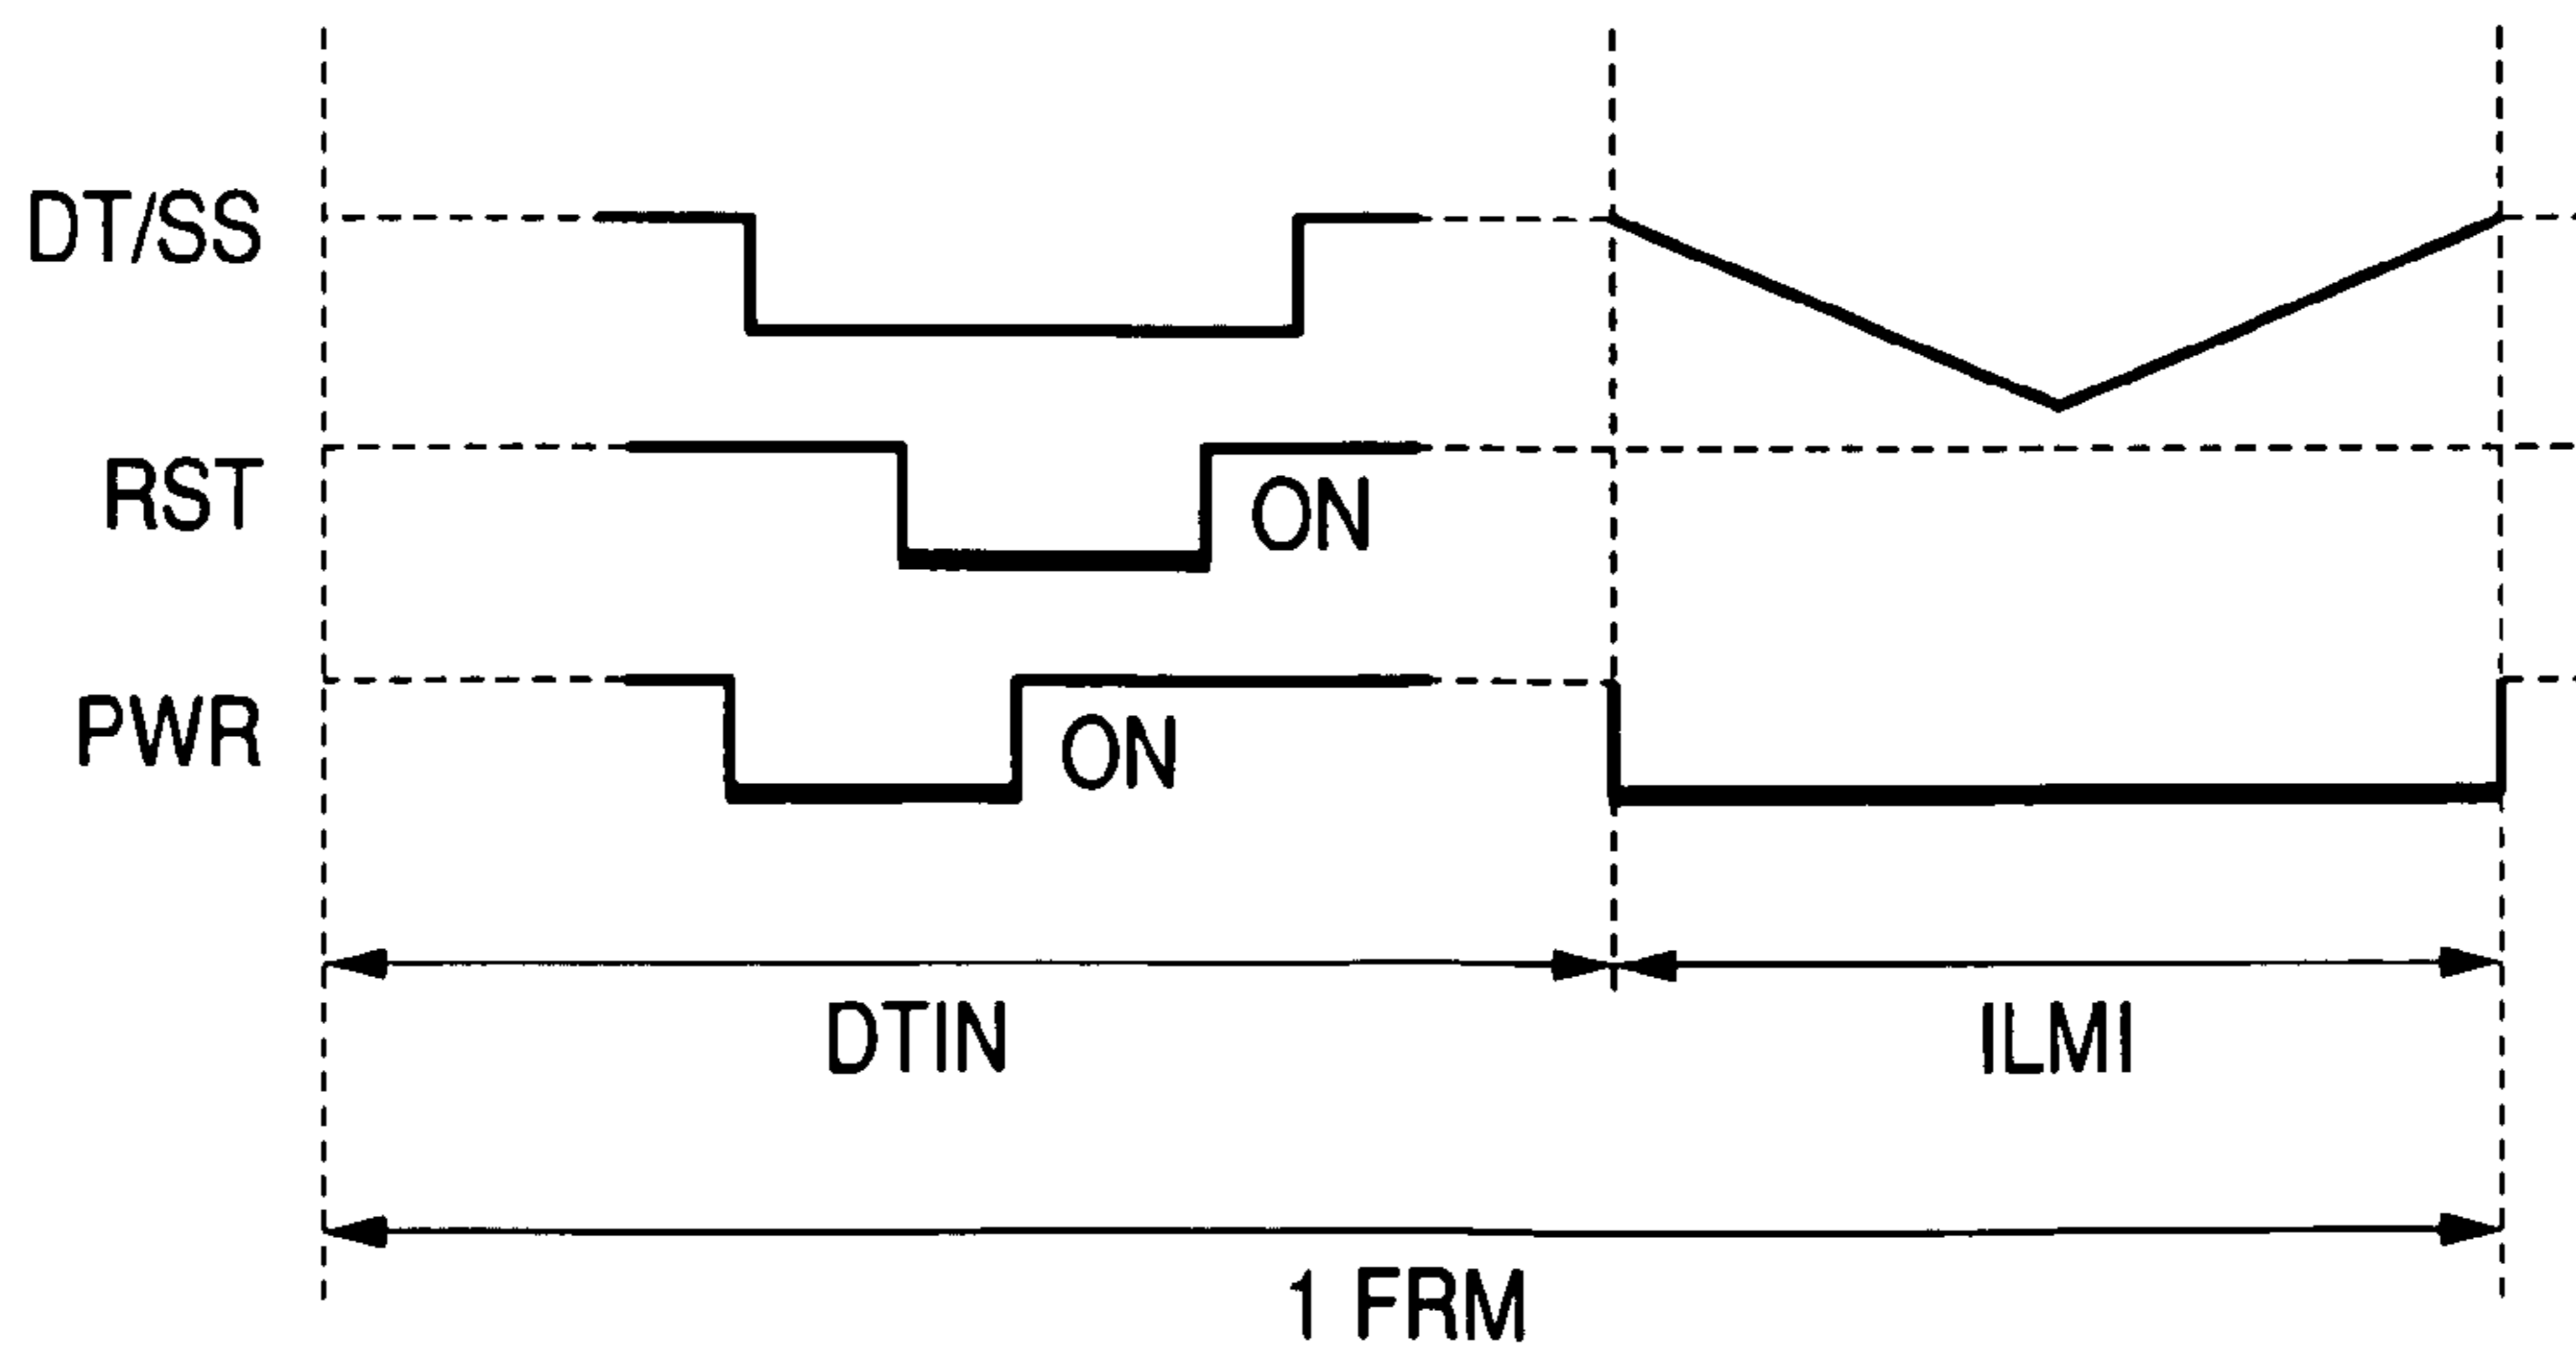 DT/SS
RST
ON
PWR
ON
DTIN
ILMI
1 FRM